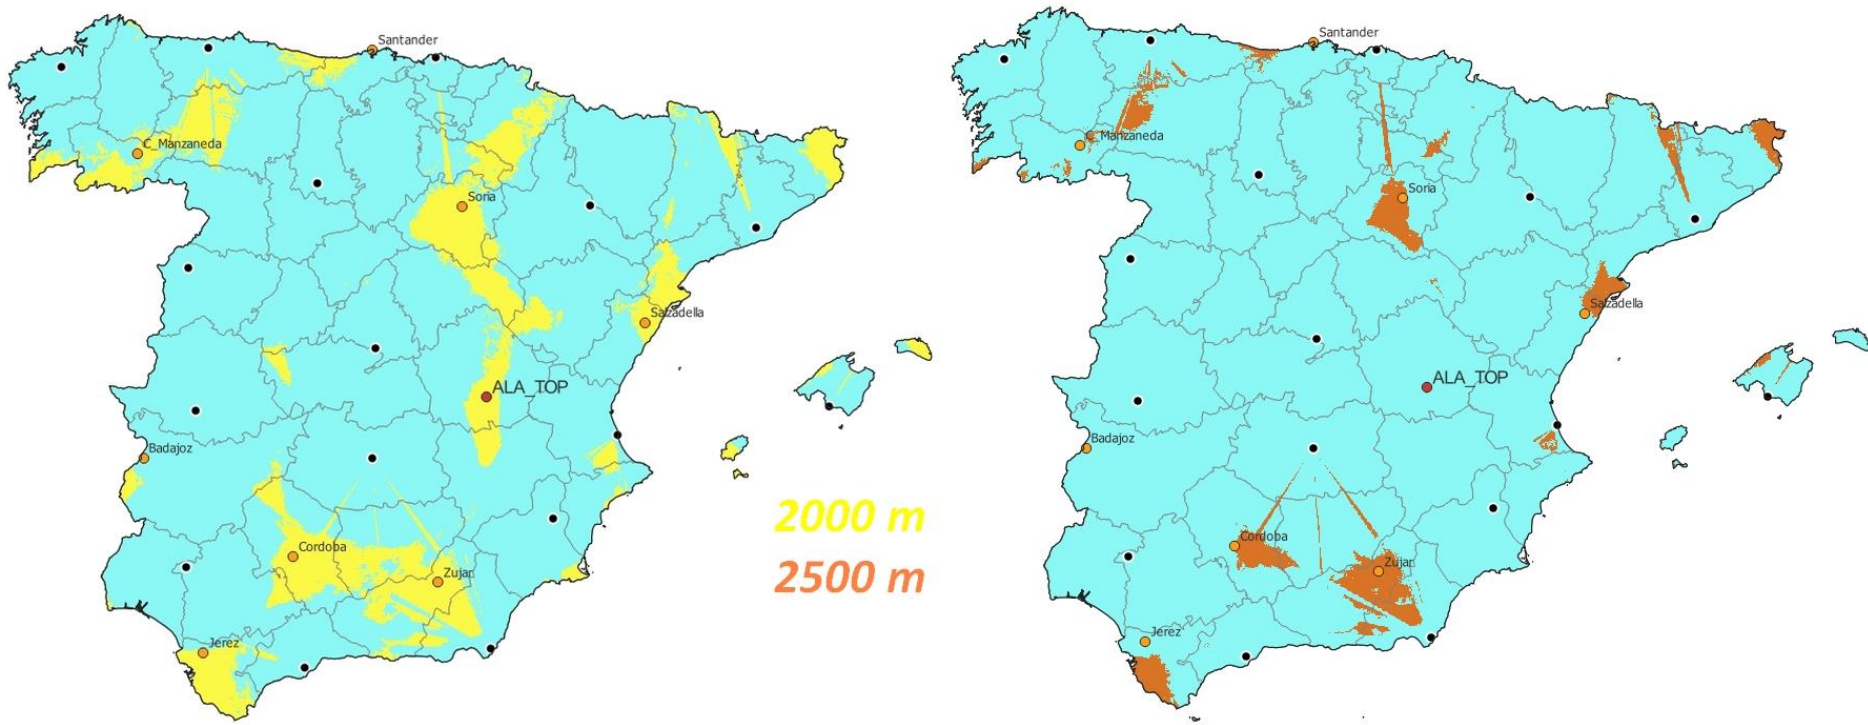 Santander
C_Manzaneda
Soria
Salzadella
ALA_TOP
Badajoz
Cordoba
Zujar
Jerez
2000 m
2500 m
Santander
C_Manzaneda
Soria
Salzadella
ALA_TOP
Badajoz
Cordoba
Zujar
Jerez